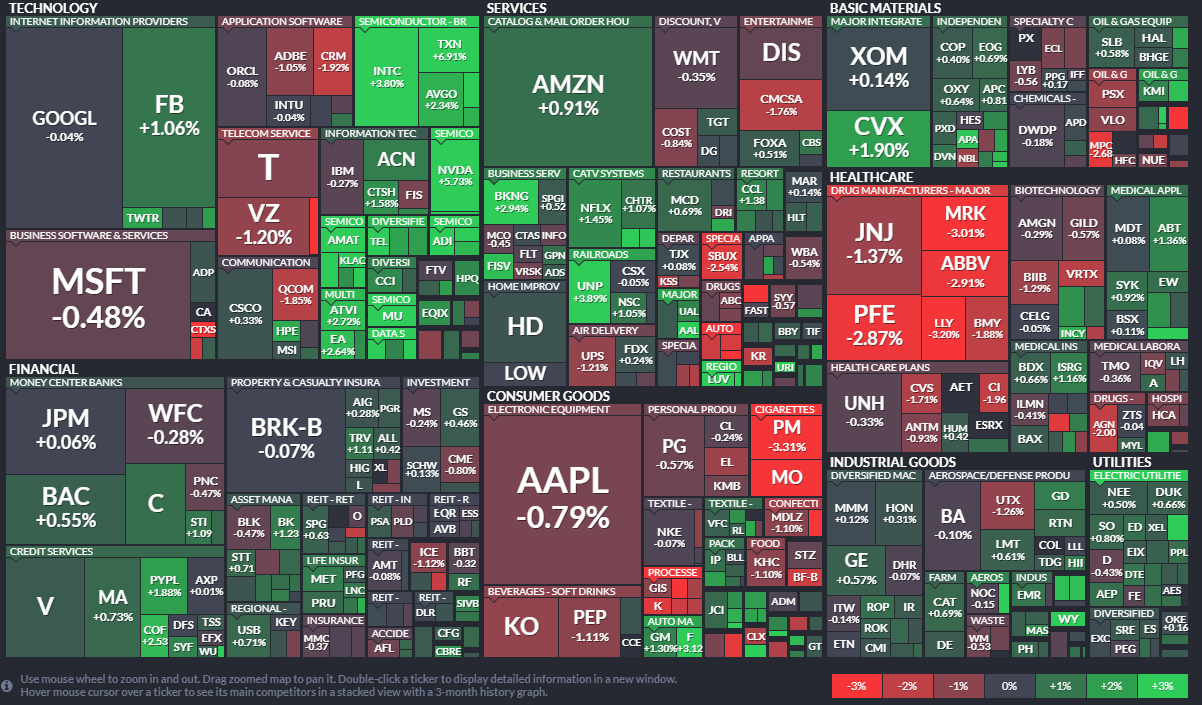 TECHNOLOGY
INTERNET INFORMATION PROVIDERS
GOOGL
-0.04%
FB
+1.06%
TWTR
APPLICATION SOFTWARE
ORCL
-0.08%
ADBE
-1.05%
CRM
-1.92%
INTU
-0.04%
SEMICONDUCTOR - BR
INTC
+3.80%
TXN
+6.91%
AVGO
+2.34%
TELECOM SERVICE
T
VZ
-1.20%
INFORMATION TEC
IBM
-0.27%
ACN
CTSH
+1.58%
FIS
SEMICO
NVDA
+5.73%
BUSINESS SOFTWARE & SERVICES
MSFT
-0.48%
ADP
CA
CTXS
COMMUNICATION
CSCO
+0.33%
QCOM
-1.85%
HPE
MSI
SEMICO
AMAT
KLAC
MULTI
ATVI
+2.72%
EA
+2.64%
DIVERSIFIE
TEL
DIVERSI
CCI
SEMICO
MU
DATA S
SEMICO
ADI
FTV
HPQ
EQIX
FINANCIAL
MONEY CENTER BANKS
JPM
+0.06%
WFC
-0.28%
BAC
+0.55%
C
PNC
-0.47%
STI
+1.09
CREDIT SERVICES
V
MA
+0.73%
PYPL
+1.88%
AXP
+0.01%
COF
+2.53
DFS
TSS
SYF
EFX
WU
PROPERTY & CASUALTY INSURA
BRK-B
-0.07%
AIG
+0.28%
PGR
TRV
+1.11
ALL
+0.42
HIG
XL
L
INVESTMENT
MS
-0.24%
GS
+0.46%
SCHW
+0.13%
CME
-0.80%
ASSET MANA
BLK
-0.47%
BK
+1.23
STT
+0.71
REIT - RET
SPG
+0.63
O
REIT - IN
PSA
PLD
REIT - R
EQR
ESS
AVB
REIT -
AMT
-0.08%
ICE
-1.12%
BBT
-0.32
RF
LIFE INSUR
MET
PFG
PRU
LNC
REGIONAL -
USB
+0.71%
KEY
INSURANCE
MMC
-0.37
REIT -
REIT -
DLR
SIVB
ACCIDE
AFL
CFG
CBRE
SERVICES
CATALOG & MAIL ORDER HOU
AMZN
+0.91%
DISCOUNT, V
WMT
-0.35%
COST
-0.84%
TGT
DG
ENTERTAINME
DIS
CMCSA
-1.76%
FOXA
+0.51%
CBS
BUSINESS SERV
BKNG
+2.94%
SPGI
+0.52
MCO
-0.45
CTAS
INFO
FISV
FLT
GPN
VRSK
ADS
CATV SYSTEMS
NFLX
+1.45%
CHTR
+1.07%
RESTAURANTS
MCD
+0.69%
DRI
RESORT
CCL
+1.38
MAR
+0.14%
HLT
RAILROADS
UNP
+3.89%
CSX
-0.05%
NSC
+1.05%
HOME IMPROV
HD
LOW
AIR DELIVERY
UPS
-1.21%
FDX
+0.24%
DEPAR
TJX
+0.08%
KSS
SPECIA
SBUX
-2.54%
APPA
WBA
-0.54%
MAJOR
UAL
AAL
DRUGS
ABC
FAST
SYY
-0.57
SPECIA
AUTO
REGIO
LUV
BBY
TIF
KR
URI
CONSUMER GOODS
ELECTRONIC EQUIPMENT
AAPL
-0.79%
BEVERAGES - SOFT DRINKS
KO
PEP
-1.11%
CCE
PERSONAL PRODU
PG
-0.57%
CL
-0.24%
EL
KMB
CIGARETTES
PM
-3.31%
MO
TEXTILE -
NKE
-0.07%
TEXTILE -
VFC
RL
CONFECTI
MDLZ
-1.10%
PACK
IP
BLL
FOOD
KHC
-1.10%
STZ
BF-B
PROCESSE
GIS
K
JCI
ADM
AUTO MA
GM
+1.30%
F
+3.12
CLX
GT
BASIC MATERIALS
MAJOR INTEGRATE
XOM
+0.14%
CVX
+1.90%
INDEPENDEN
COP
+0.40%
EOG
+0.69%
OXY
+0.64%
APC
+0.81
PXD
HES
APA
DVN
NBL
SPECIALTY C
PX
ECL
LYB
-0.56
PPG
+0.17
IFF
CHEMICALS -
DWDP
-0.18%
APD
OIL & GAS EQUIP
SLB
+0.58%
HAL
BHGE
OIL & G
PSX
VLO
MPC
-2.68
HFC
OIL & G
KMI
NUE
HEALTHCARE
DRUG MANUFACTURERS - MAJOR
JNJ
-1.37%
MRK
-3.01%
ABBV
-2.91%
PFE
-2.87%
LLY
-3.20%
BMY
-1.88%
BIOTECHNOLOGY
AMGN
-0.29%
GILD
-0.57%
BIIB
-1.29%
VRTX
CELG
-0.05%
INCY
MEDICAL APPL
MDT
+0.08%
ABT
+1.36%
SYK
+0.92%
EW
BSX
+0.11%
HEALTH CARE PLANS
UNH
-0.33%
CVS
-1.71%
AET
CI
-1.96
ANTM
-0.93%
HUM
+0.42
ESRX
MEDICAL INS
BDX
+0.66%
ISRG
+1.16%
ILMN
-0.41%
BAX
MEDICAL LABORA
TMO
-0.36%
IQV
LH
A
DRUGS -
AGN
-2.00
ZTS
-0.04
MYL
HOSPI
HCA
INDUSTRIAL GOODS
DIVERSIFIED MAC
MMM
+0.12%
HON
+0.31%
GE
+0.57%
DHR
-0.07%
ITW
-0.14%
ROP
IR
ROK
ETN
CMI
AEROSPACE/DEFENSE PRODU
BA
-0.10%
UTX
-1.26%
GD
RTN
LMT
+0.61%
COL
LLL
TDG
HII
FARM
CAT
+0.69%
DE
AEROS
NOC
-0.15
INDUS
EMR
WASTE
WM
-0.53
MAS
WY
PH
UTILITIES
ELECTRIC UTILITIE
NEE
+0.50%
DUK
+0.66%
SO
+0.80%
ED
XEL
D
-0.43%
EIX
PPL
DTE
AEP
FE
AES
DIVERSIFIED
EXC
SRE
ES
PEG
OKE
+0.16
Use mouse wheel to zoom in and out. Drag zoomed map to pan it. Double-click a ticker to display detailed information in a new window.
Hover mouse cursor over a ticker to see its main competitors in a stacked view with a 3-month history graph.
-3%
-2%
-1%
0%
+1%
+2%
+3%